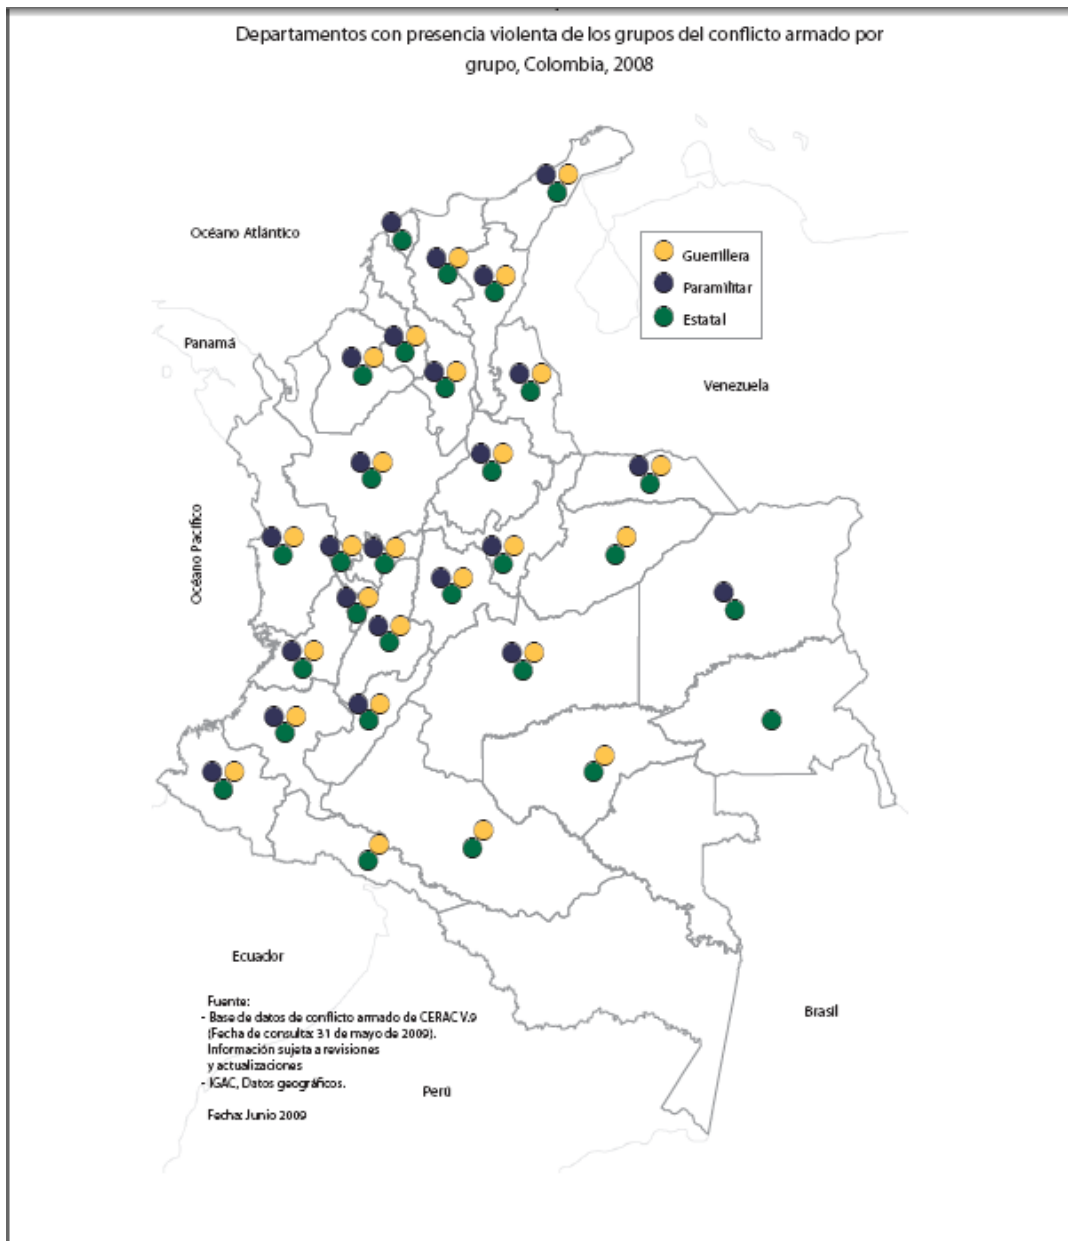 Departamentos con presencia violenta de los grupos del conflicto armado por
grupo, Colombia, 2008
Océano Atlántico
Guerrillera
Paramilitar
Estatal
Panamá
Venezuela
Océano Pacífico
Ecuador
Brasil
Perú
Fuente:
- Base de datos de conflicto armado de CERAC V.9
(Fecha de consulta: 31 de mayo de 2009).
Información sujeta a revisiones
y actualizaciones
- IGAC, Datos geográficos.
Fecha: Junio 2009